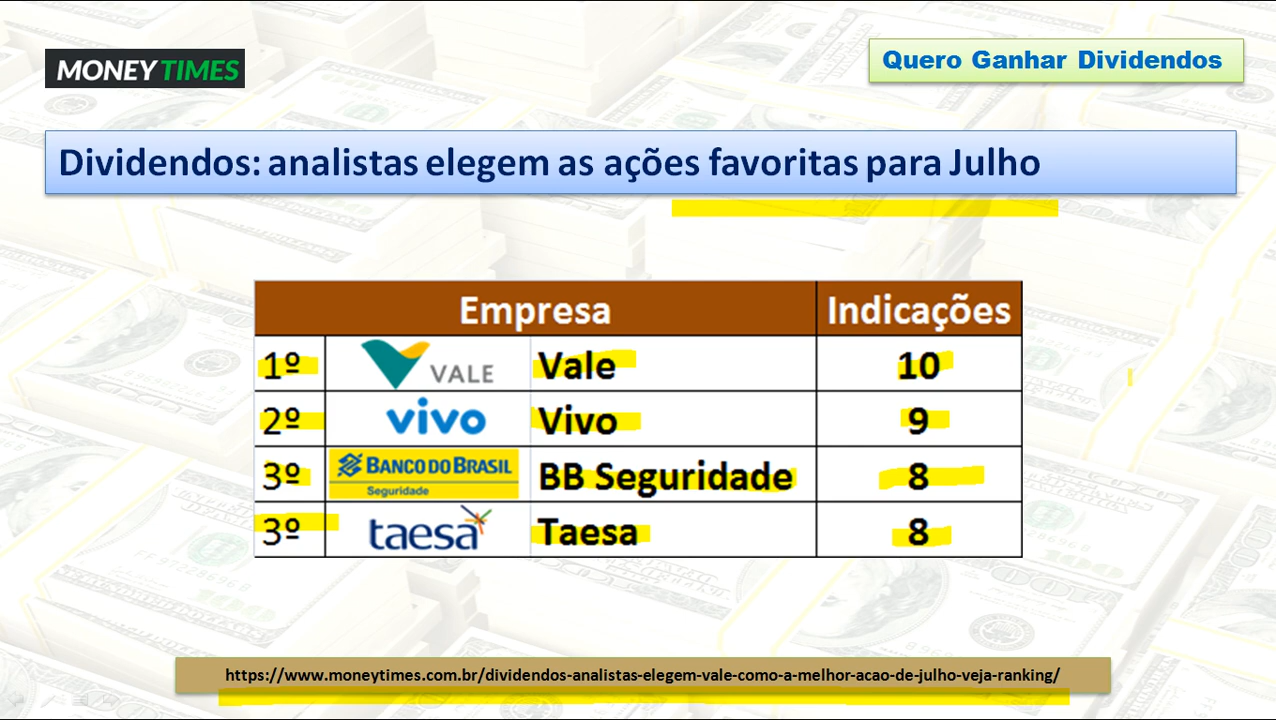 MONEY TIMES
Quero Ganhar Dividendos
Dividendos: analistas elegem as ações favoritas para Julho
Empresa Indicações
1º VALE Vale 10
2º vivo Vivo 9
3º BANCO DO BRASIL Seguridade BB Seguridade 8
3º taesa Taesa 8
https://www.moneytimes.com.br/dividendos-analistas-elegem-vale-como-a-melhor-acao-de-julho-veja-ranking/